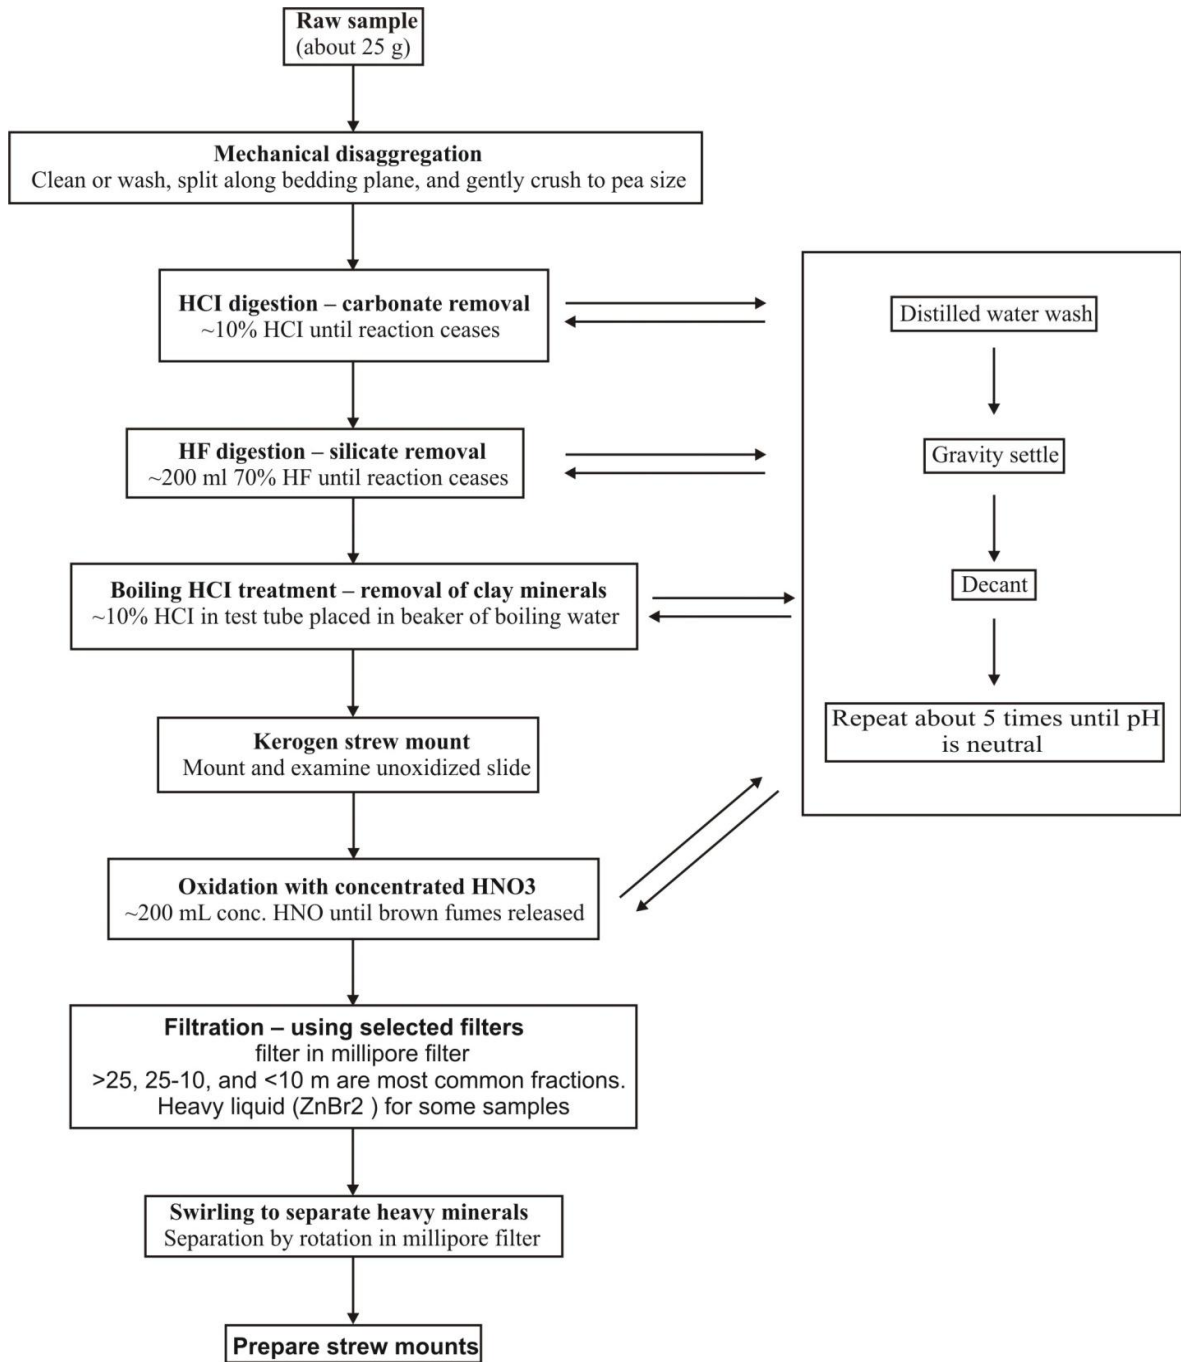 Raw sample
(about 25 g)
Mechanical disaggregation
Clean or wash, split along bedding plane, and gently crush to pea size
HCI digestion – carbonate removal
~10% HCI until reaction ceases
HF digestion – silicate removal
~200 ml 70% HF until reaction ceases
Boiling HCI treatment – removal of clay minerals
~10% HCI in test tube placed in beaker of boiling water
Kerogen strew mount
Mount and examine unoxidized slide
Oxidation with concentrated HNO3
~200 mL conc. HNO until brown fumes released
Filtration – using selected filters
filter in millipore filter
>25, 25-10, and <10 m are most common fractions.
Heavy liquid (ZnBr2 ) for some samples
Swirling to separate heavy minerals
Separation by rotation in millipore filter
Prepare strew mounts
Distilled water wash
Gravity settle
Decant
Repeat about 5 times until pH
is neutral